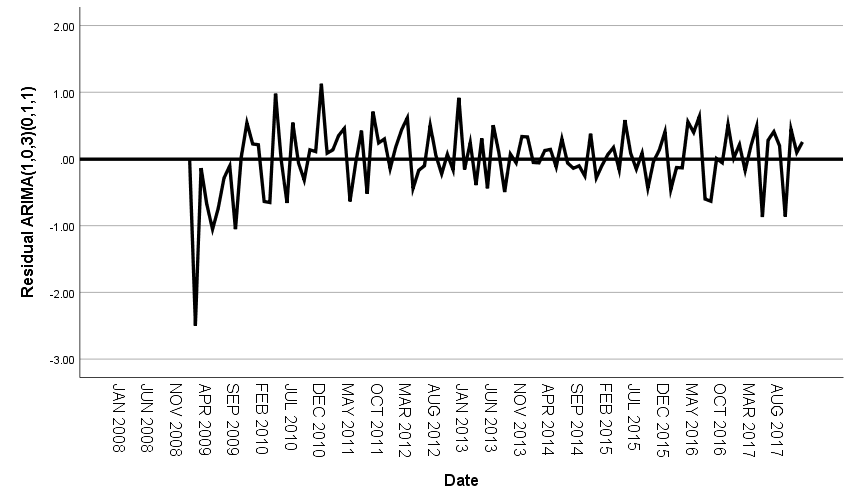 2.00
1.00
.00
-1.00
-2.00
-3.00
Residual ARIMA(1,0,3)(0,1,1)
JAN 2008
JUN 2008
NOV 2008
APR 2009
SEP 2009
FEB 2010
JUL 2010
DEC 2010
MAY 2011
OCT 2011
MAR 2012
AUG 2012
JAN 2013
JUN 2013
NOV 2013
APR 2014
SEP 2014
FEB 2015
JUL 2015
DEC 2015
MAY 2016
OCT 2016
MAR 2017
AUG 2017
Date